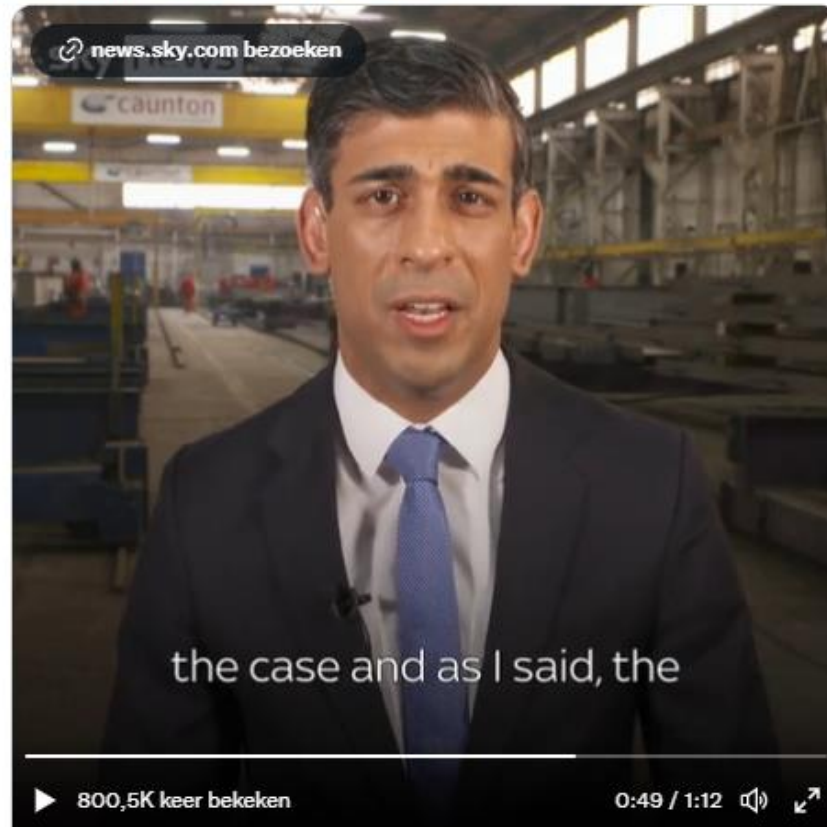 news.sky.com bezoeken
caunton
the case and as I said, the
800,5K keer bekeken
0:49 / 1:12